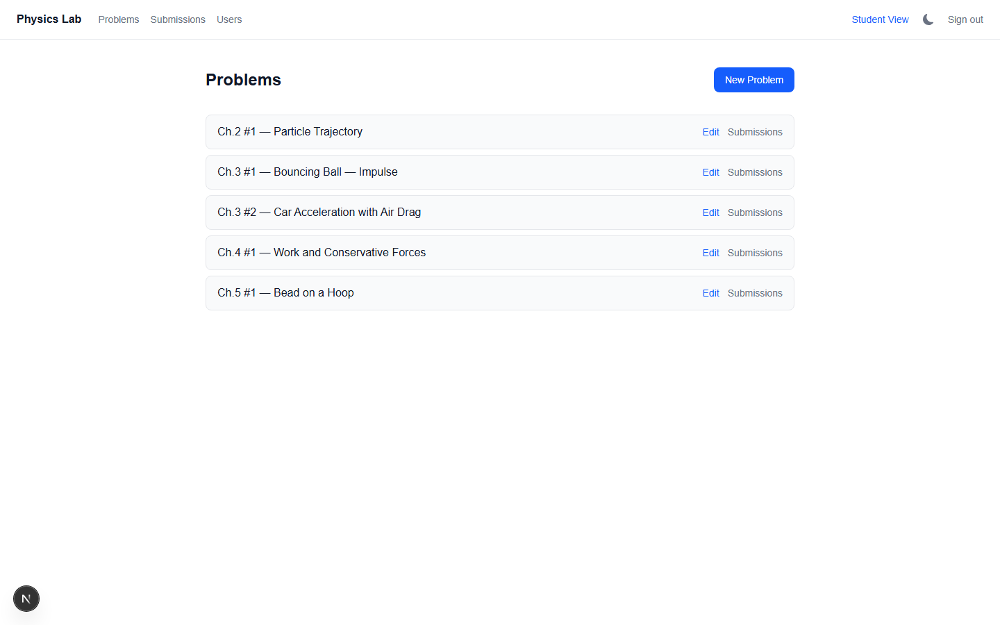 Physics Lab Problems Submissions Users Student View Sign out
Problems New Problem
Ch.2 #1 — Particle Trajectory Edit Submissions
Ch.3 #1 — Bouncing Ball — Impulse Edit Submissions
Ch.3 #2 — Car Acceleration with Air Drag Edit Submissions
Ch.4 #1 — Work and Conservative Forces Edit Submissions
Ch.5 #1 — Bead on a Hoop Edit Submissions
N